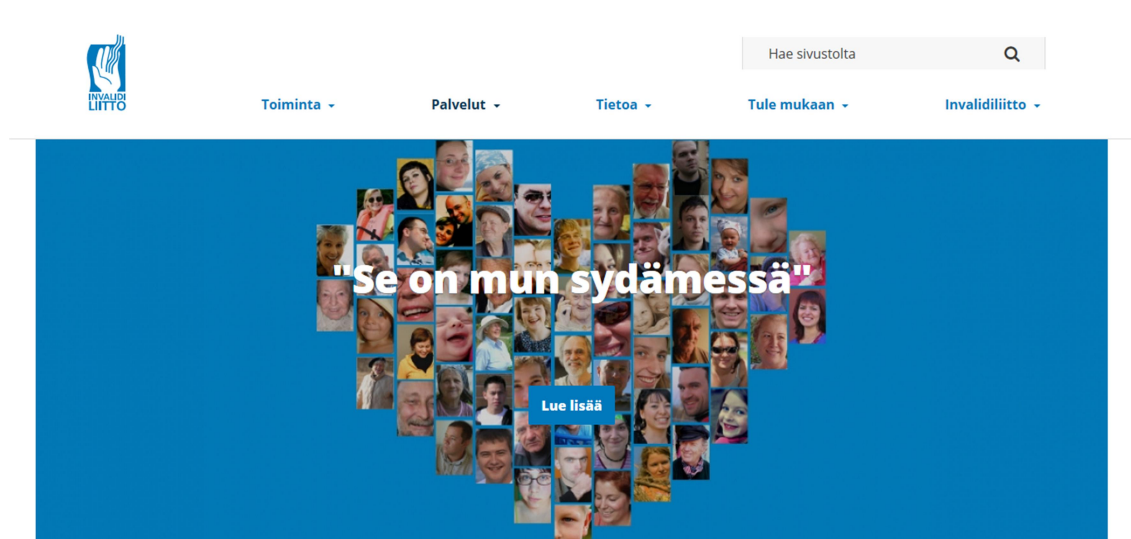 INVALIDI
LIITTO
Hae sivustolta
Toiminta
Palvelut
Tietoa
Tule mukaan
Invalidiliitto
"Se on mun sydämessä"
Lue lisää